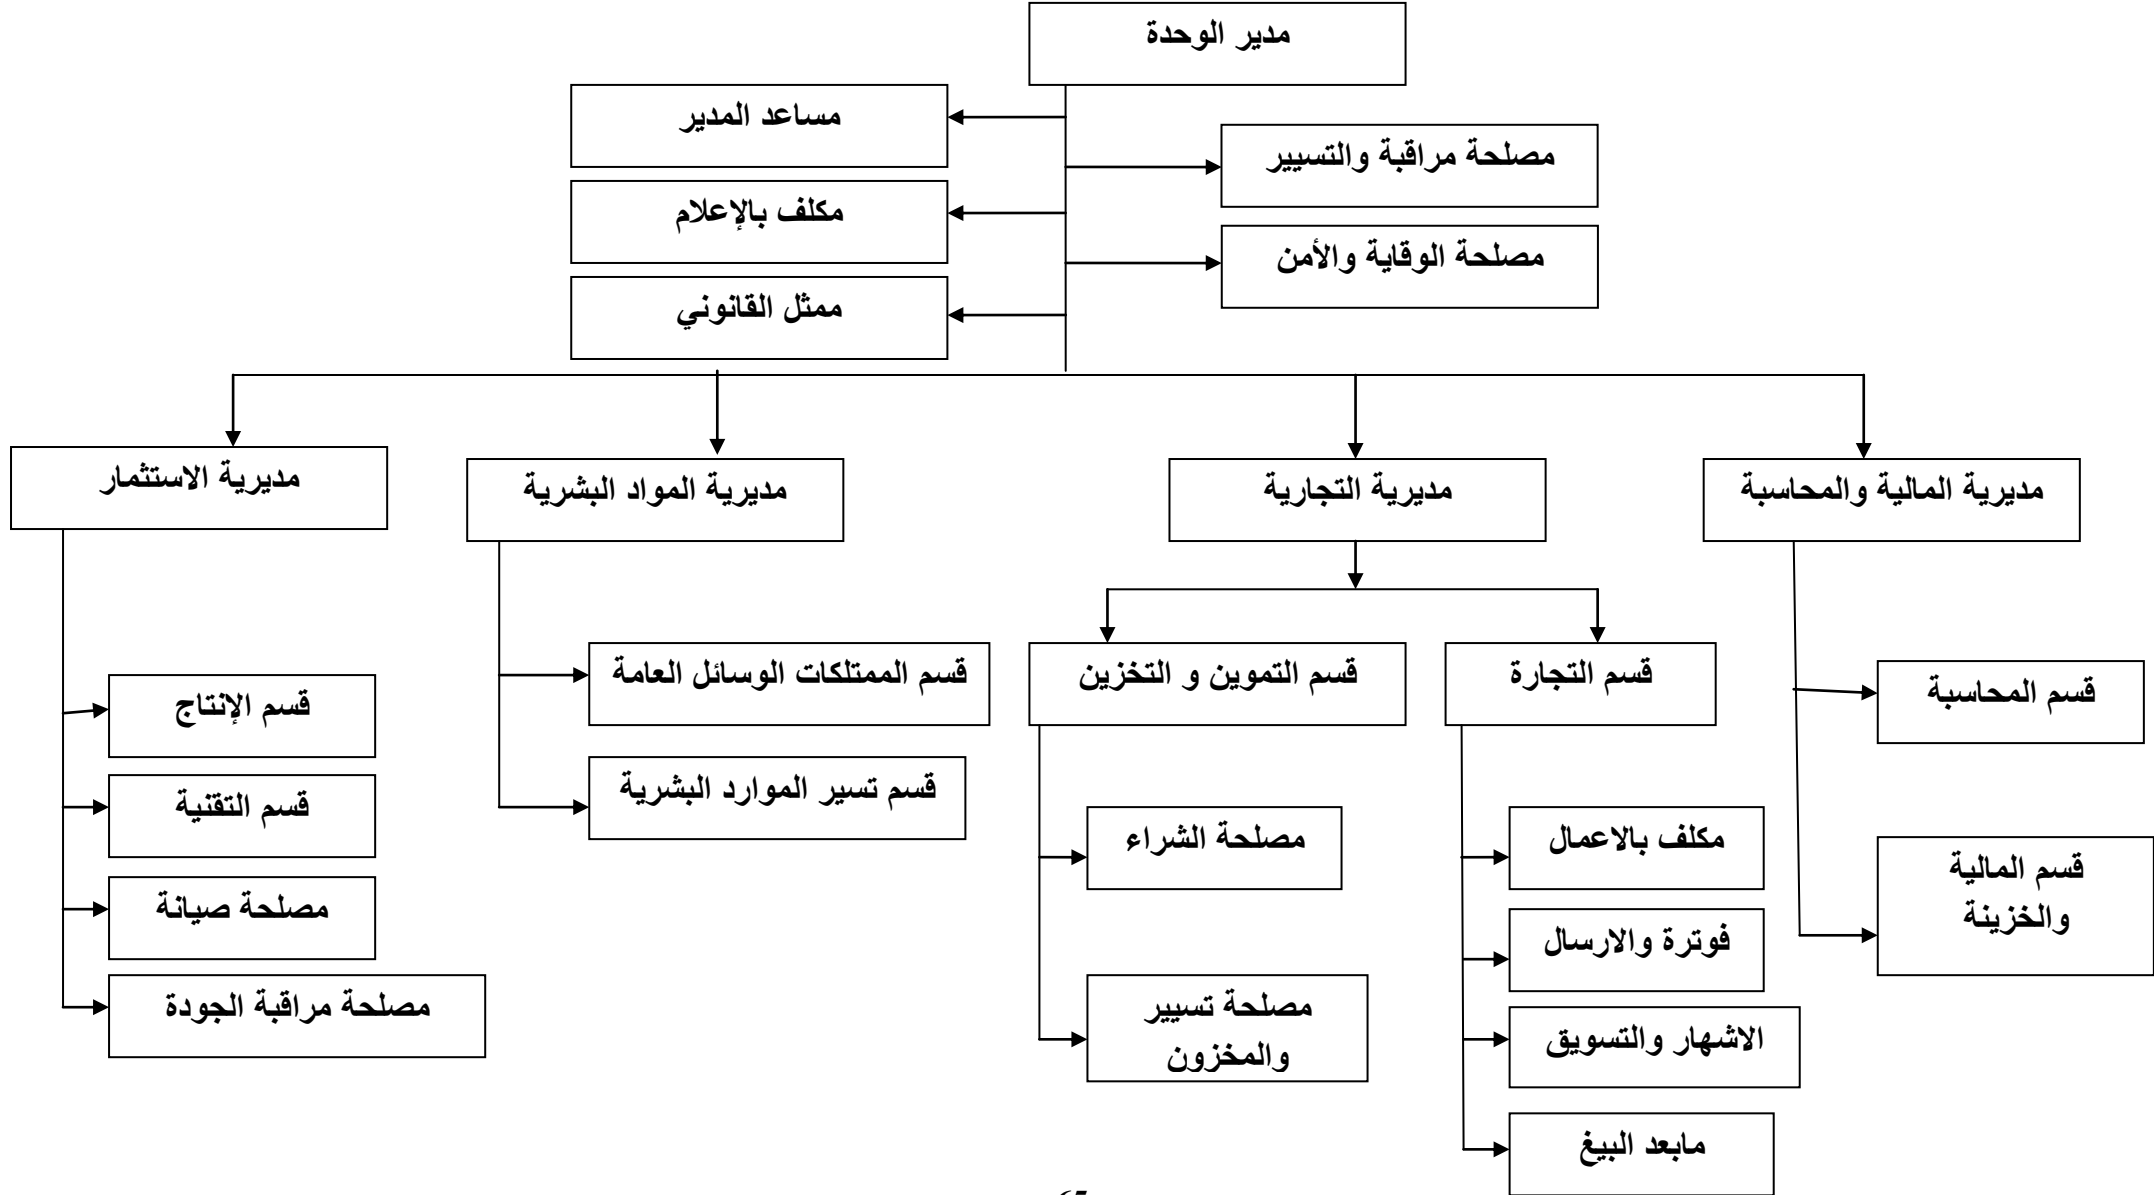 مدير الوحدة
مساعد المدير
مصلحة مراقبة والتسيير
مكلف بالإعلام
مصلحة الوقاية والأمن
ممثل القانوني
مديرية المالية والمحاسبة
مديرية التجارية
مديرية المواد البشرية
مديرية الاستثمار
قسم المحاسبة
قسم المالية
والخزينة
قسم التجارة
مكلف بالاعمال
فوترة والارسال
الاشهار والتسويق
مابعد البيغ
قسم التموين و التخزين
مصلحة الشراء
مصلحة تسيير
والمخزون
قسم الممتلكات الوسائل العامة
قسم تسير الموارد البشرية
قسم الإنتاج
قسم التقنية
مصلحة صيانة
مصلحة مراقبة الجودة